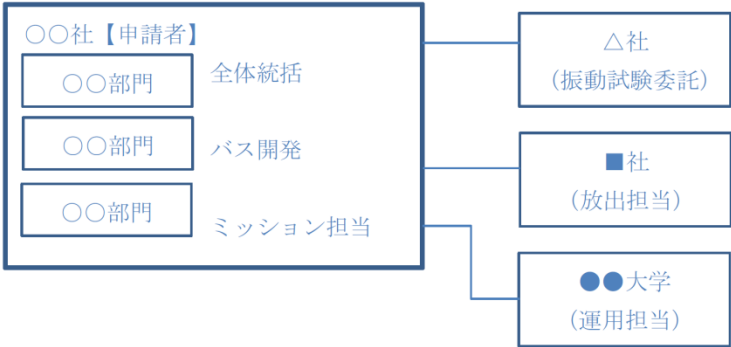 ○○社【申請者】
○○部門
全体統括
○○部門
バス開発
○○部門
ミッション担当
△社
（振動試験委託）
■社
（放出担当）
●●大学
（運用担当）